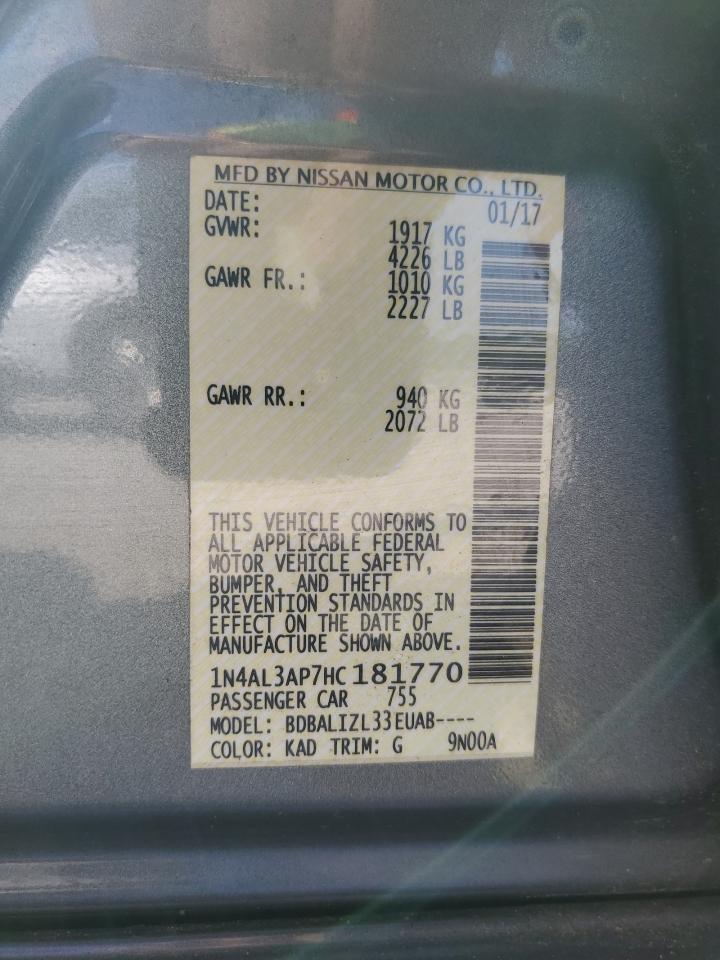 MFD BY NISSAN MOTOR CO., LTD.
DATE: 01/17
GVWR: 1917 KG
4226 LB
GAWR FR.: 1010 KG
2227 LB
GAWR RR.: 940 KG
2072 LB
THIS VEHICLE CONFORMS TO
ALL APPLICABLE FEDERAL
MOTOR VEHICLE SAFETY,
BUMPER, AND THEFT
PREVENTION STANDARDS IN
EFFECT ON THE DATE OF
MANUFACTURE SHOWN ABOVE.
1N4AL3AP7HC181770
PASSENGER CAR 755
MODEL: BDBALIZL33EUAB----
COLOR: KAD TRIM: G 9N00A